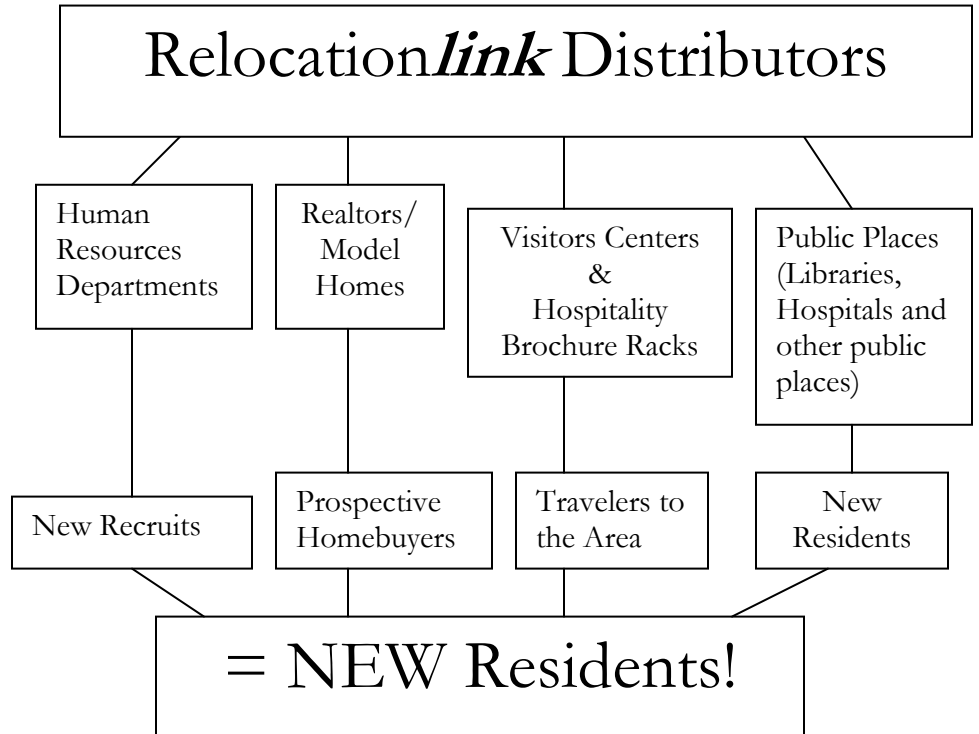 Relocationlink Distributors
Human
Resources
Departments
Realtors/
Model
Homes
Visitors Centers
&
Hospitality
Brochure Racks
Public Places
(Libraries,
Hospitals and
other public
places)
New Recruits
Prospective
Homebuyers
Travelers to
the Area
New
Residents
= NEW Residents!